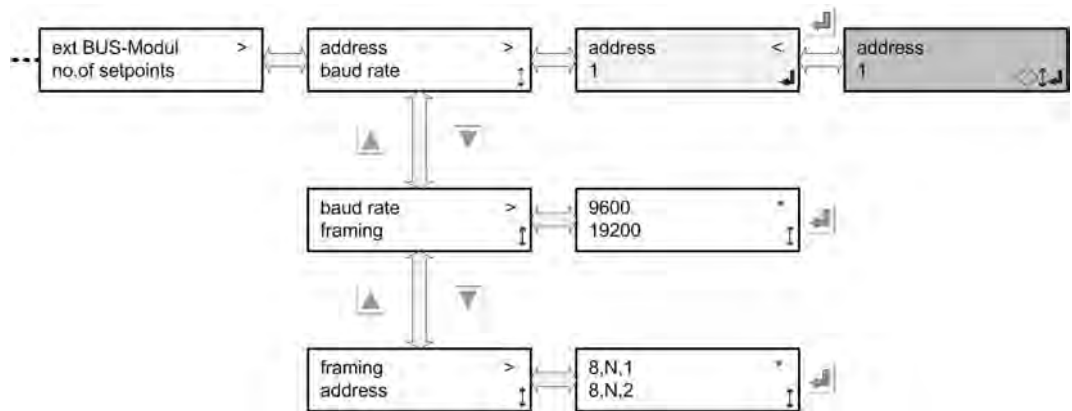 ext BUS-Modul >
no.of setpoints
address >
baud rate
address <
1
address
1
baud rate >
framing
9600 *
19200
framing >
address
8,N,1 *
8,N,2